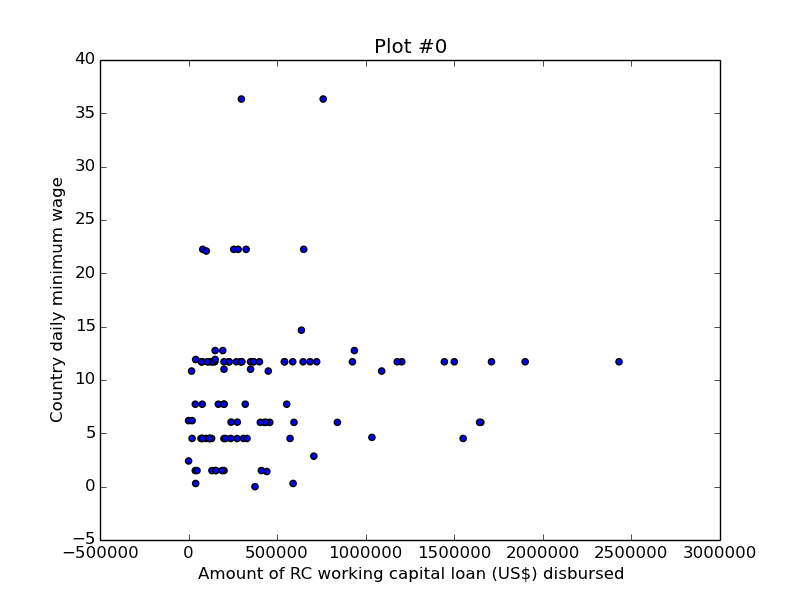 Plot #0
40
35
30
25
20
15
10
5
0
−5
Country daily minimum wage
−500000 0 500000 1000000 1500000 2000000 2500000 3000000
Amount of RC working capital loan (US$) disbursed